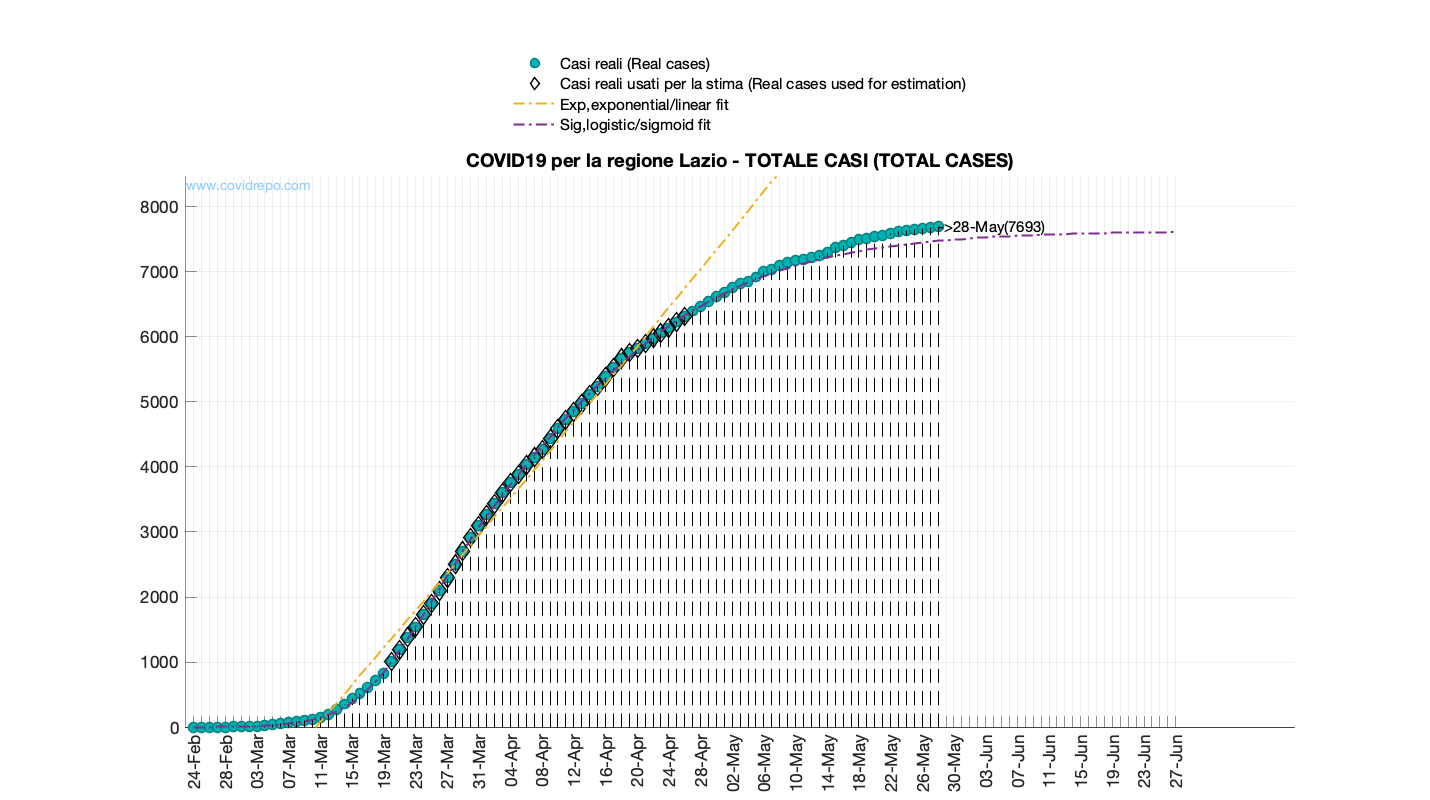 Casi reali (Real cases)
Casi reali usati per la stima (Real cases used for estimation)
Exp,exponential/linear fit
Sig,logistic/sigmoid fit
COVID19 per la regione Lazio - TOTALE CASI (TOTAL CASES)
www.covidrepo.com
8000
7000
6000
5000
4000
3000
2000
1000
0
->28-May(7693)
24-Feb
28-Feb
03-Mar
07-Mar
11-Mar
15-Mar
19-Mar
23-Mar
27-Mar
31-Mar
04-Apr
08-Apr
12-Apr
16-Apr
20-Apr
24-Apr
28-Apr
02-May
06-May
10-May
14-May
18-May
22-May
26-May
30-May
03-Jun
07-Jun
11-Jun
15-Jun
19-Jun
23-Jun
27-Jun